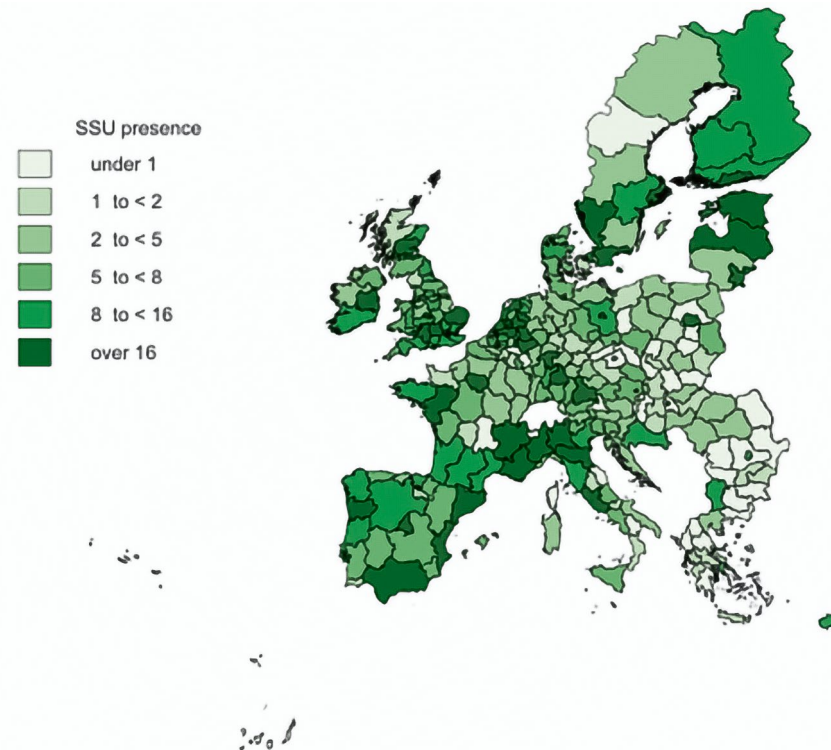 SSU presence
under 1
1 to < 2
2 to < 5
5 to < 8
8 to < 16
over 16